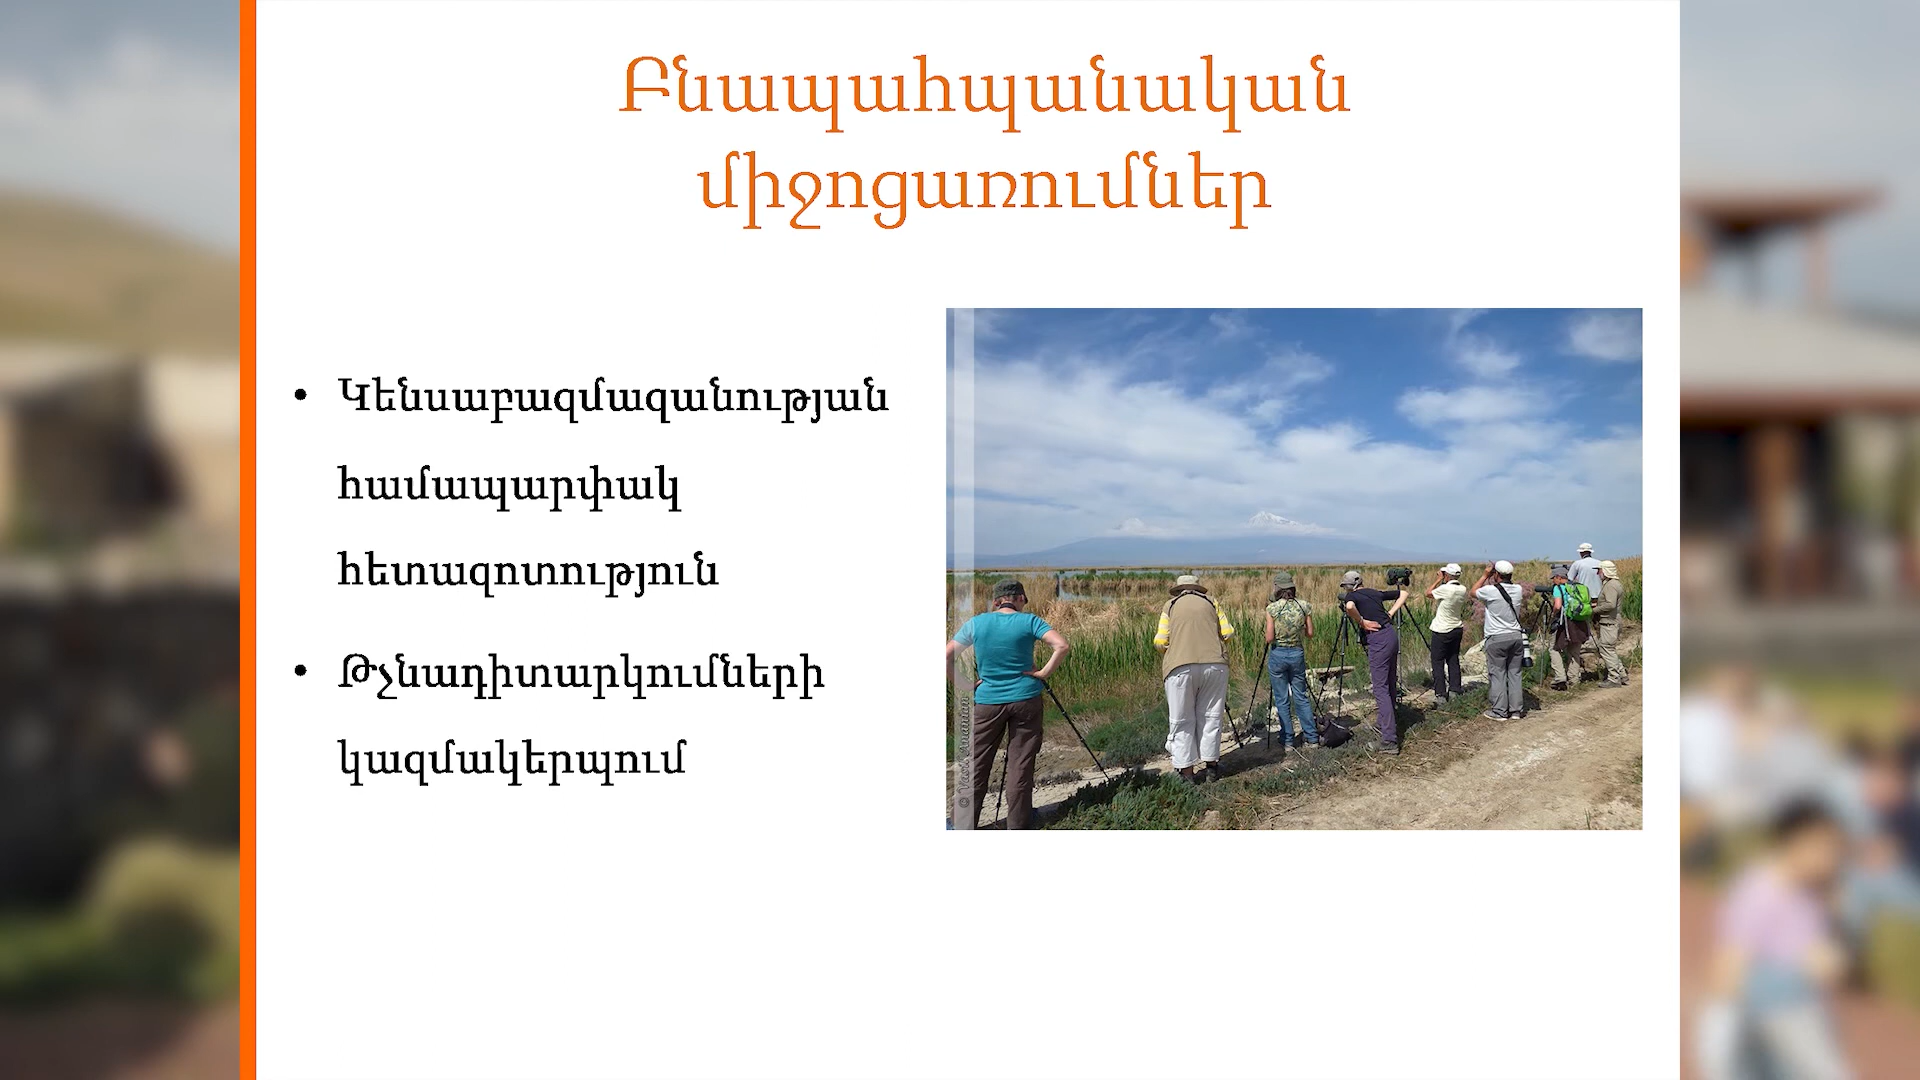 Բնապահպանական
միջոցառումներ
• Կենսաբազմազանության
համապարփակ
հետազոտություն
• Թչնադիտարկումների
կազմակերպում